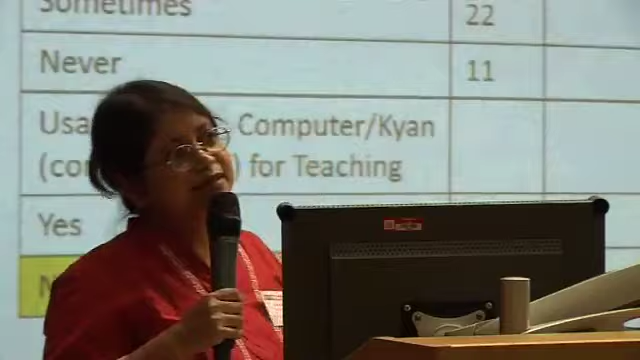 Sometimes 22
Never 11
Computer/Kyan
for Teaching
Yes